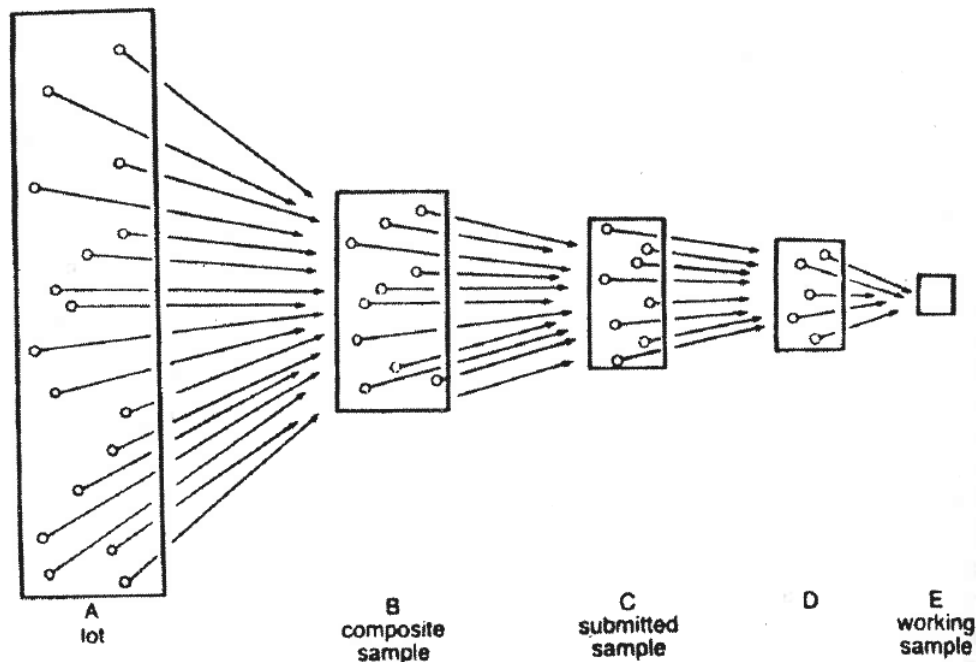 A
lot
B
composite
sample
C
submitted
sample
D
E
working
sample